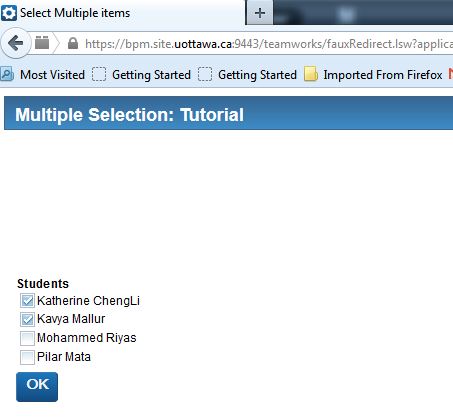 Select Multiple items
https://bpm.site.uottawa.ca:9443/teamworks/fauxRedirect.lsw?applica
Most Visited Getting Started Getting Started Imported From Firefox
Multiple Selection: Tutorial
Students
Katherine ChengLi
Kavya Mallur
Mohammed Riyas
Pilar Mata
OK